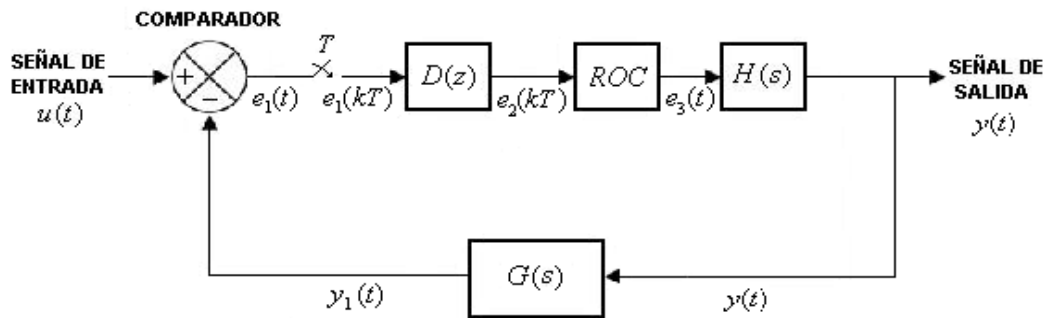 COMPARADOR
SEÑAL DE
ENTRADA
u(t)
+
−
e₁(t)
T
e₁(kT)
D(z)
e₂(kT)
ROC
e₃(t)
H(s)
SEÑAL DE
SALIDA
y(t)
G(s)
y₁(t)
y(t)